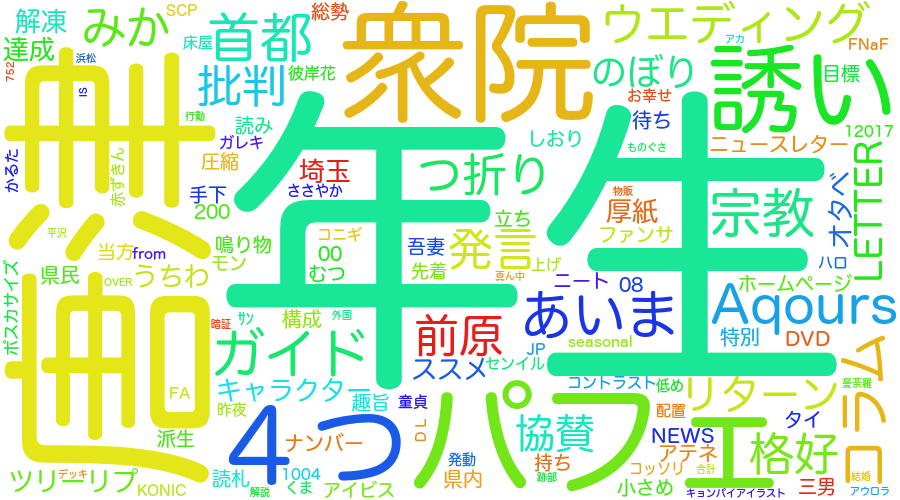 無
道
年生
衆院
誘い
パフェ
4つ
ウエディング
みか
首都
批判
解凍
達成
SCP
総勢
床屋
浜松
752
IS
彼岸花
行動
読み
ガレキ
圧縮
かるた
赤ずきん
手下
200
ささやか
埼玉
つ折り
のぼり
お幸せ
待ち
しおり
ものぐさ
アカ
FNaF
目標
12017
ニュースレター
LETTER
宗教
オタベ
物販
厚紙
ファンサ
ハロ
ホームページ
Aqours
特別
DVD
コラム
平沢
当方
from
鳴り物
モン
コニギ
00
むつ
吾妻
先着
発言
立ち
上げ
真ん中
ニート
08
あいま
seasonal
JP
センイル
前原
ススメ
県民
OVER
うちわ
ポスカサイズ
暗証
サン
構成
外国
ガイド
キャラクター
趣旨
童貞
昨夜
FA
派生
ツリー
デッキ
リプ
KONIC
読札
解説
1004
くま
ナンバー
アイビス
DL
発動
県内
持ち
跡部
協賛
コントラスト
低め
リターン
配置
NEWS
アテネ
コッソリ
合計
小さめ
キョンパイアイラスト
タイ
格好
三男
結婚
アウロラ
曼荼羅